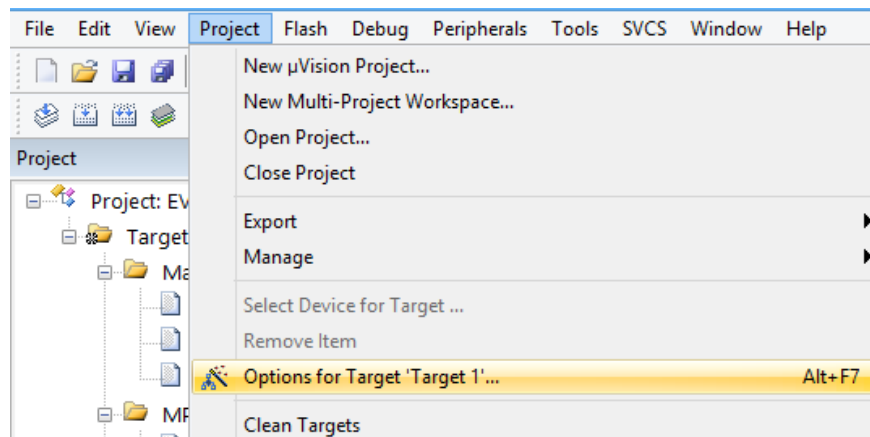 File Edit View Project Flash Debug Peripherals Tools SVCS Window Help
New µVision Project...
New Multi-Project Workspace...
Open Project...
Close Project
Project
Project: EV
Target
Export
Manage
Ma
Select Device for Target ...
Remove Item
Options for Target 'Target 1'... Alt+F7
MP
Clean Targets